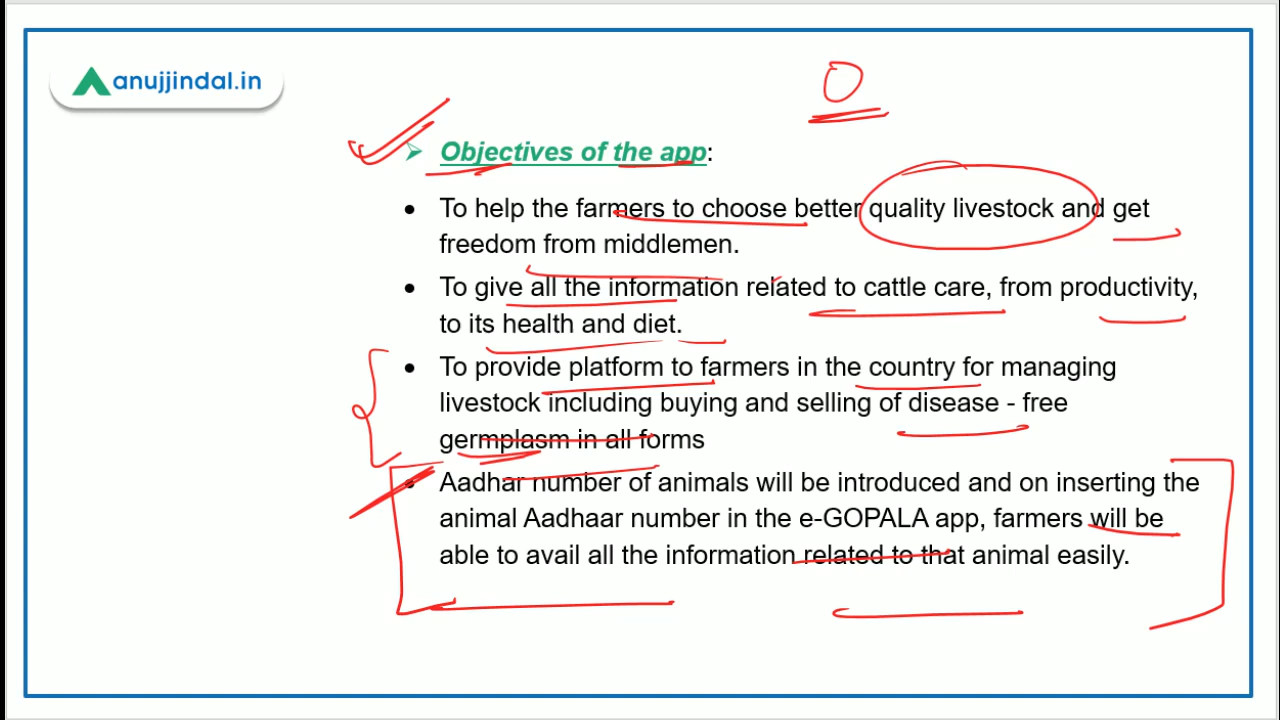 anujjindal.in
O
Objectives of the app:
To help the farmers to choose better quality livestock and get
freedom from middlemen.
To give all the information related to cattle care, from productivity,
to its health and diet.
To provide platform to farmers in the country for managing
livestock including buying and selling of disease - free
germplasm in all forms
Aadhar number of animals will be introduced and on inserting the
animal Aadhaar number in the e-GOPALA app, farmers will be
able to avail all the information related to that animal easily.